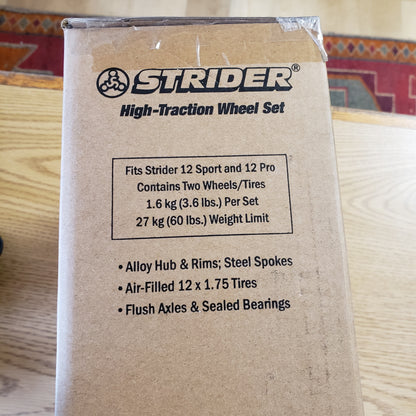 STRIDER®
High-Traction Wheel Set
Fits Strider 12 Sport and 12 Pro
Contains Two Wheels/Tires
1.6 kg (3.6 lbs.) Per Set
27 kg (60 lbs.) Weight Limit
• Alloy Hub & Rims; Steel Spokes
• Air-Filled 12 x 1.75 Tires
• Flush Axles & Sealed Bearings